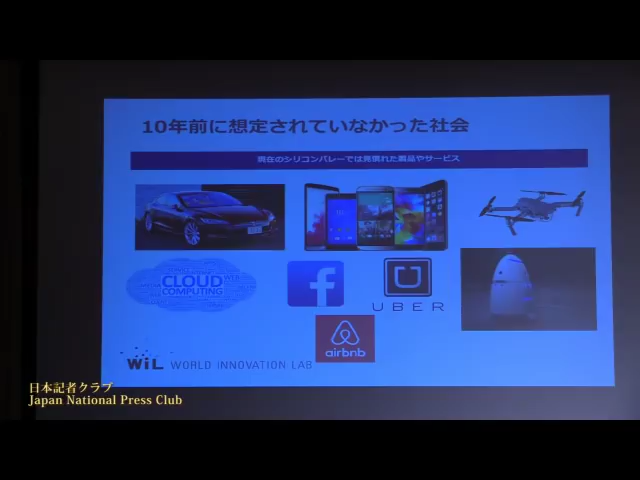 10年前に想定されていなかった社会
現在のシリコンバレーでは見慣れた製品やサービス
CLOUD
COMPUTING
f
U
UBER
airbnb
WiL WORLD INNOVATION LAB
日本記者クラブ
Japan National Press Club